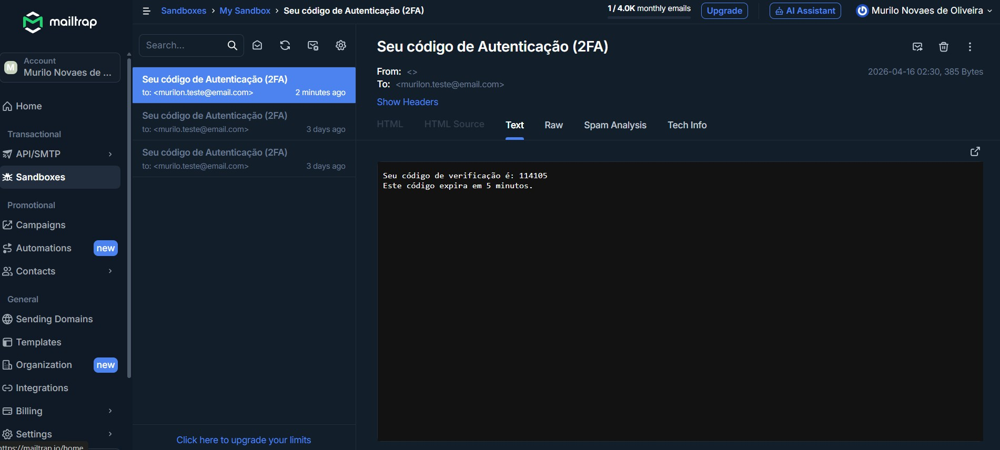 mailtrap
Account
M
Murilo Novaes de ...
Home
Transactional
API/SMTP
Sandboxes
Promotional
Campaigns
Automations new
Contacts
General
Sending Domains
Templates
Organization new
Integrations
Billing
Settings
https://mailtrap.io/home
Sandboxes › My Sandbox › Seu código de Autenticação (2FA)
1 / 4.0K monthly emails
Upgrade
AI Assistant
Murilo Novaes de Oliveira
Search...
Seu código de Autenticação (2FA)
to: <murilon.teste@email.com> 2 minutes ago
Seu código de Autenticação (2FA)
to: <murilo.teste@email.com> 3 days ago
Seu código de Autenticação (2FA)
to: <murilo.teste@email.com> 3 days ago
Click here to upgrade your limits
Seu código de Autenticação (2FA)
From: <>
2026-04-16 02:30, 385 Bytes
To: <murilon.teste@email.com>
Show Headers
HTML HTML Source Text Raw Spam Analysis Tech Info
Seu código de verificação é: 114105
Este código expira em 5 minutos.